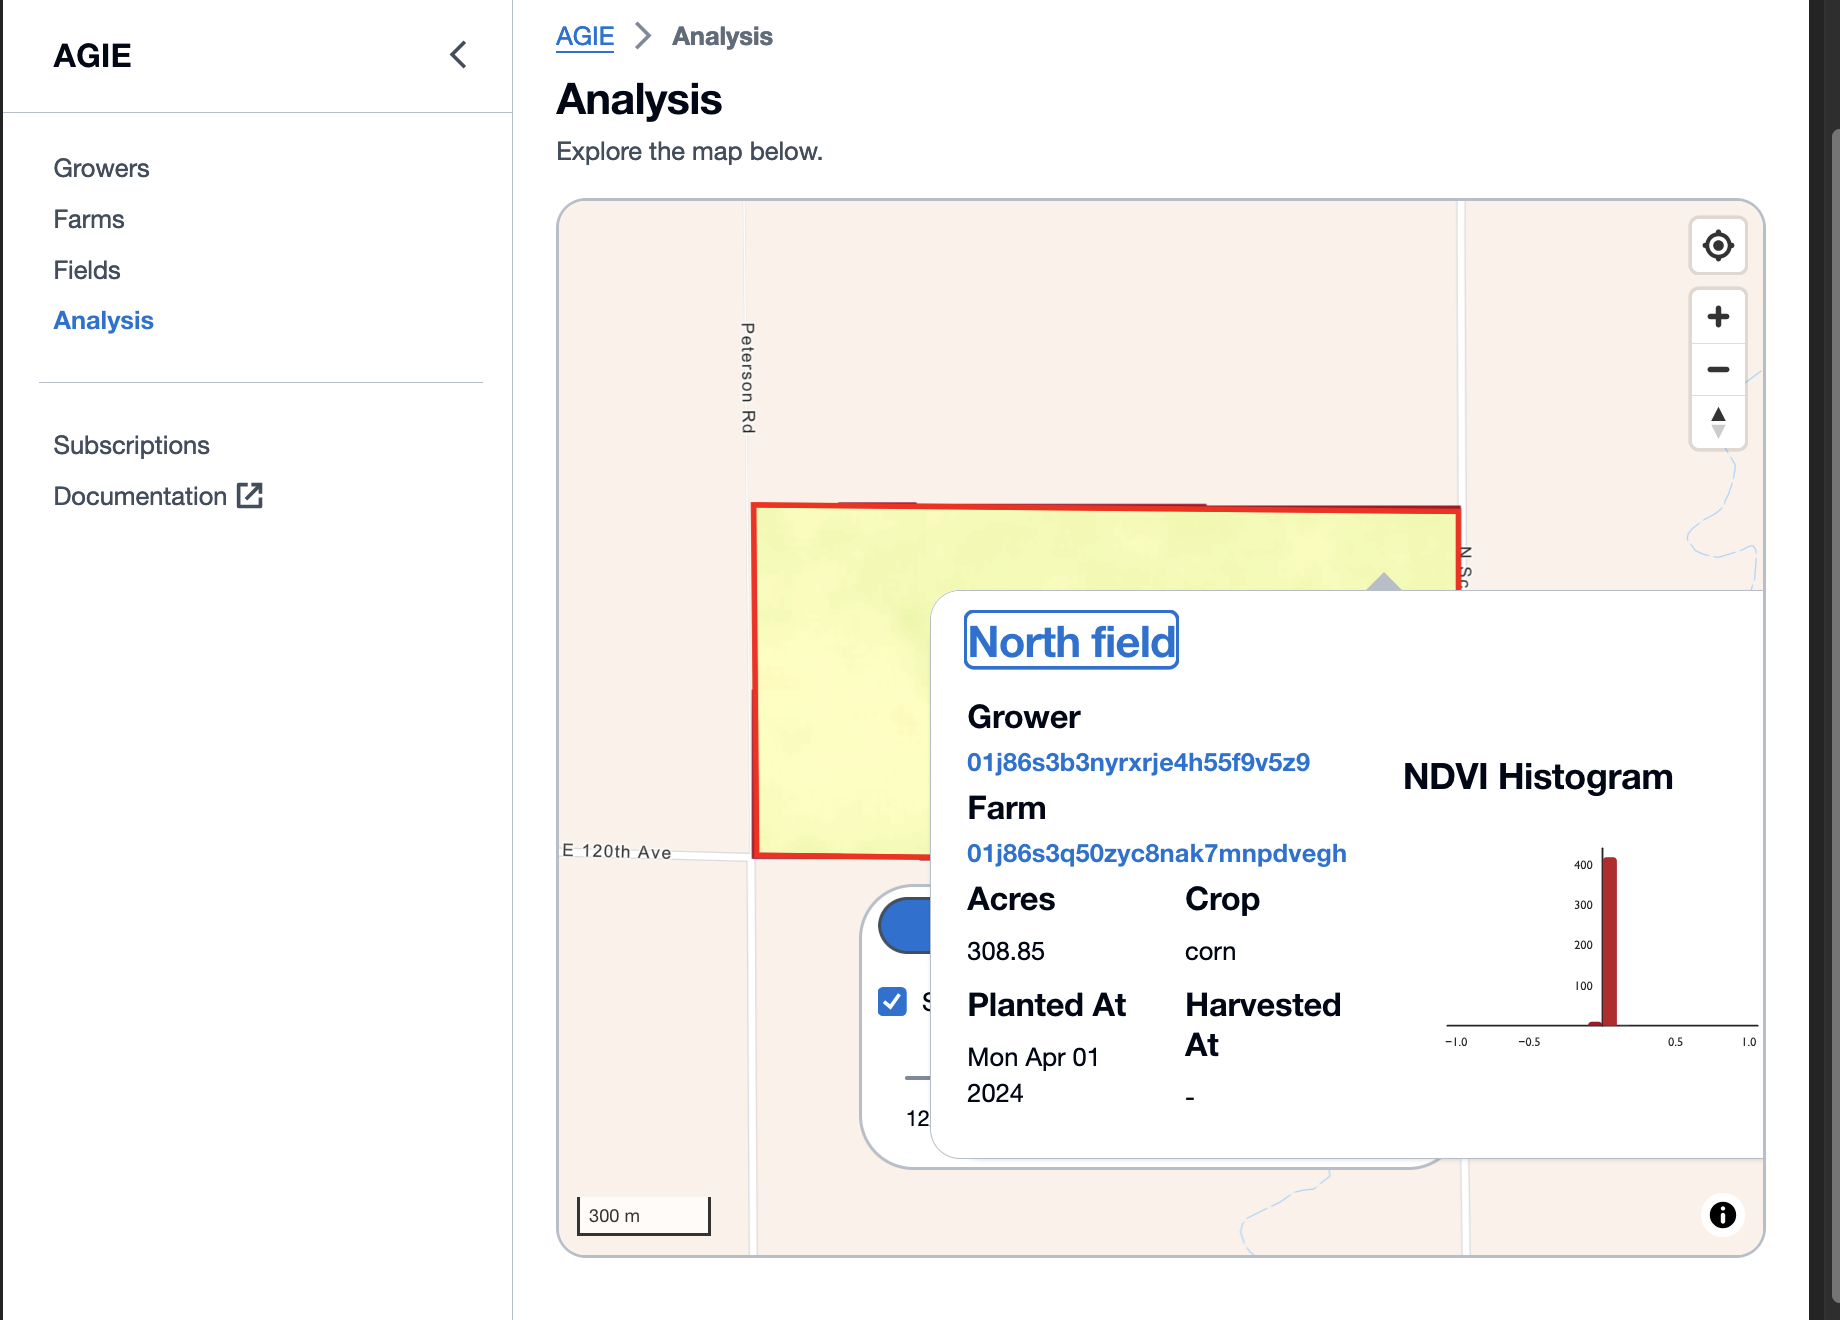 AGIE
Growers
Farms
Fields
Analysis
Subscriptions
Documentation
AGIE > Analysis
Analysis
Explore the map below.
Peterson Rd
N Sc
E 120th Ave
North field
Grower
01j86s3b3nyrxrje4h55f9v5z9
Farm
01j86s3q50zyc8nak7mnpdvegh
Acres Crop
308.85 corn
Planted At Harvested At
Mon Apr 01 2024 -
NDVI Histogram
400
300
200
100
−1.0 −0.5 0.5 1.0
12
300 m